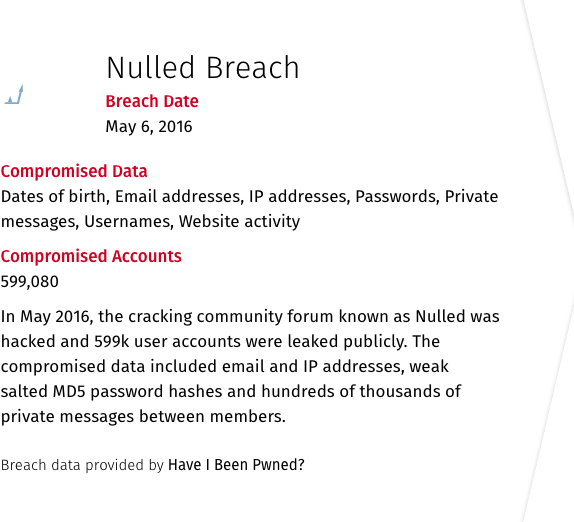 Nulled Breach
Breach Date
May 6, 2016
Compromised Data
Dates of birth, Email addresses, IP addresses, Passwords, Private
messages, Usernames, Website activity
Compromised Accounts
599,080
In May 2016, the cracking community forum known as Nulled was
hacked and 599k user accounts were leaked publicly. The
compromised data included email and IP addresses, weak
salted MD5 password hashes and hundreds of thousands of
private messages between members.
Breach data provided by Have I Been Pwned?